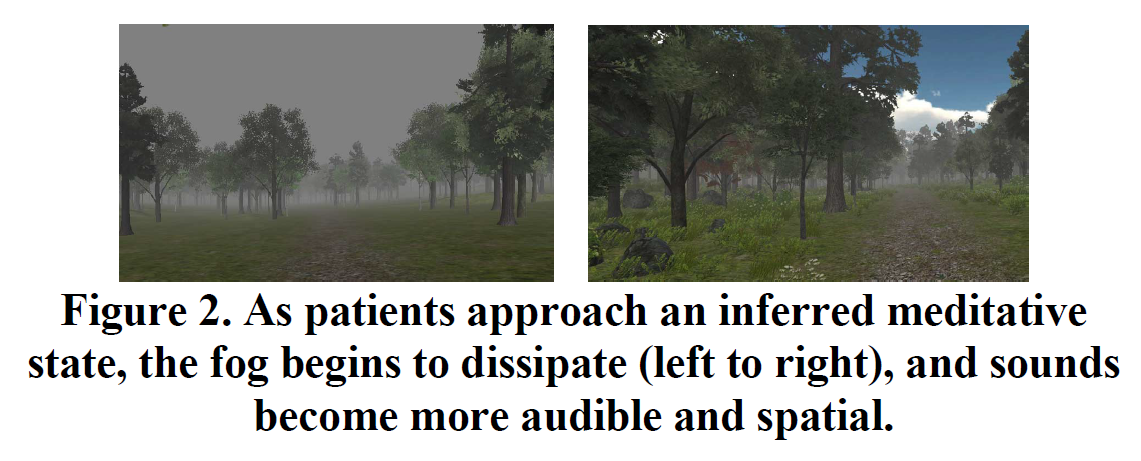 Figure 2. As patients approach an inferred meditative
state, the fog begins to dissipate (left to right), and sounds
become more audible and spatial.